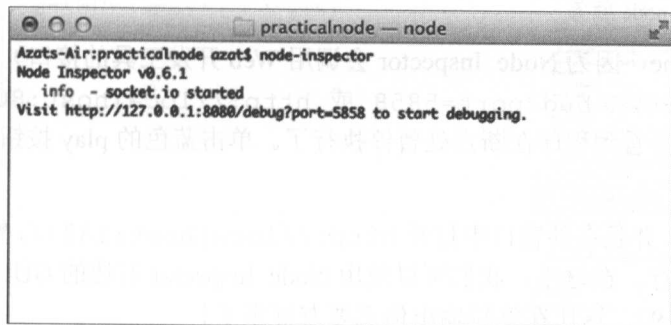 practicalnode — node
Azats-Air:practicalnode azat$ node-inspector
Node Inspector v0.6.1
   info  - socket.io started
Visit http://127.0.0.1:8080/debug?port=5858 to start debugging.